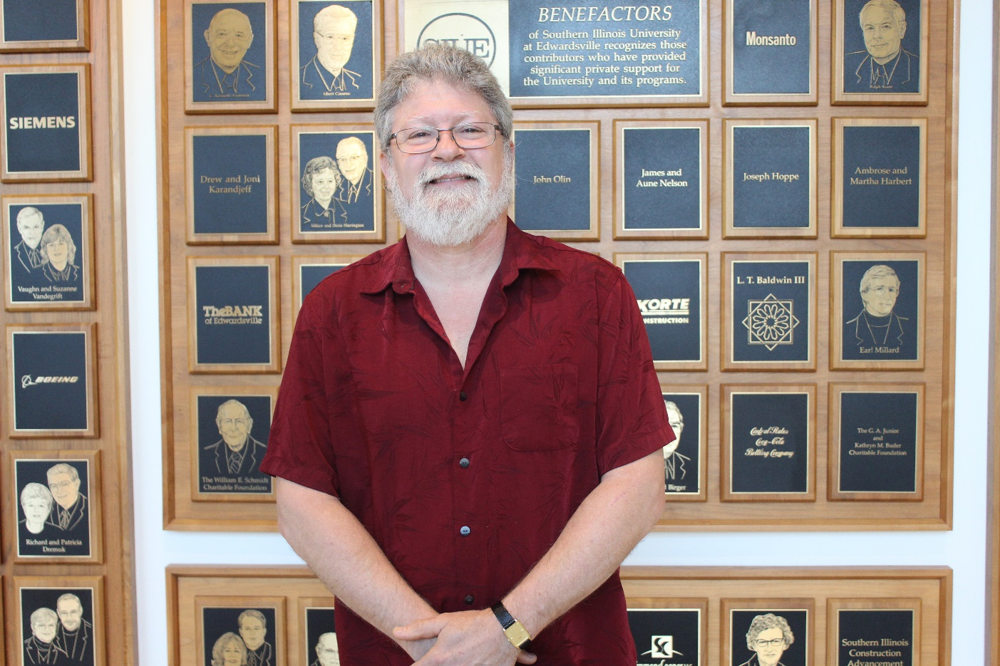 SIUE
BENEFACTORS
of Southern Illinois University
at Edwardsville recognizes those
contributors who have provided
significant private support for
the University and its programs.
Monsanto
Albert Cassens
Ralph Korte
SIEMENS
Drew and Joni
Karandjeff
Milton and Doris Harrington
John Olin
James and
Aune Nelson
Joseph Hoppe
Ambrose and
Martha Harbert
Vaughn and Suzanne
Vandegrift
TheBANK
of Edwardsville
KORTE
NSTRUCTION
L. T. Baldwin III
Earl Millard
BOEING
The William E. Schmidt
Charitable Foundation
Birger
Central States
Coca-Cola
Bottling Company
The G. A. Junior
and
Kathryn M. Buder
Charitable Foundation
Richard and Patricia
Dremuk
SC
Southern Illinois
Construction
Advancement